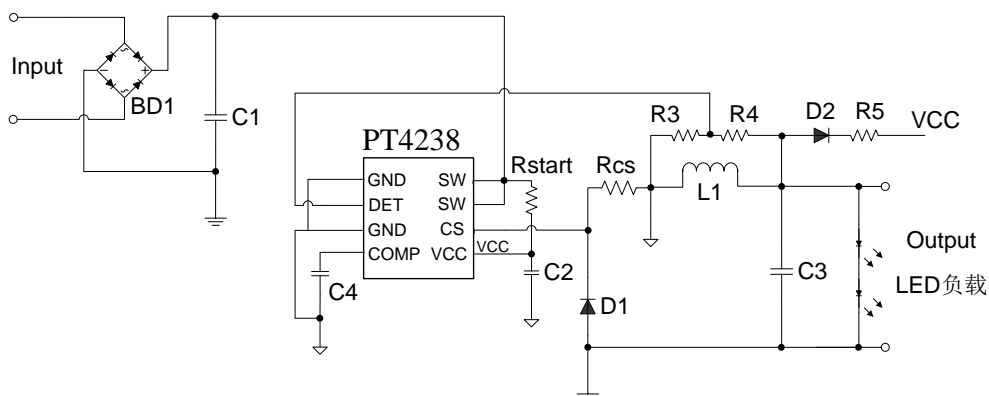 Input
BD1
C1
PT4238
GND
DET
GND
COMP
SW
SW
CS
VCC
Rstart
VCC
C2
C4
Rcs
D1
R3
R4
L1
D2
R5
VCC
C3
Output
LED负载